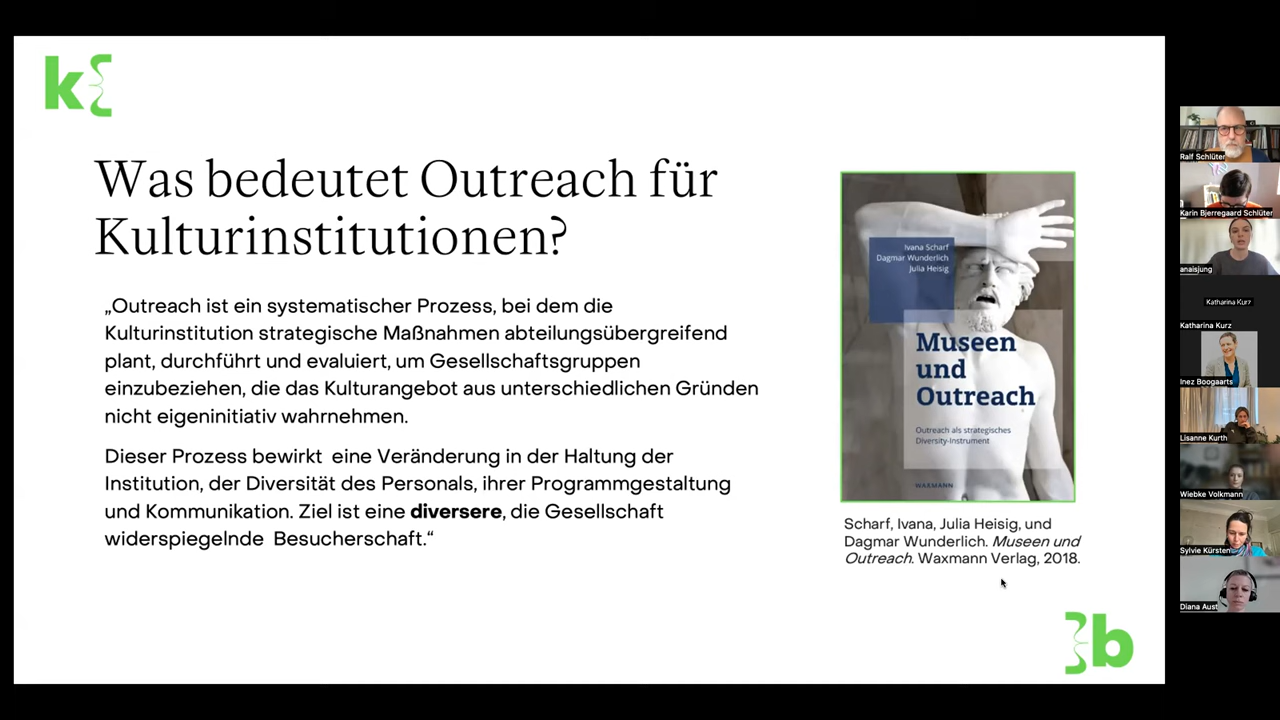 k
Was bedeutet Outreach für
Kulturinstitutionen?
„Outreach ist ein systematischer Prozess, bei dem die
Kulturinstitution strategische Maßnahmen abteilungsübergreifend
plant, durchführt und evaluiert, um Gesellschaftsgruppen
einzubeziehen, die das Kulturangebot aus unterschiedlichen Gründen
nicht eigeninitiativ wahrnehmen.
Dieser Prozess bewirkt eine Veränderung in der Haltung der
Institution, der Diversität des Personals, ihrer Programmgestaltung
und Kommunikation. Ziel ist eine diversere, die Gesellschaft
widerspiegelnde Besucherschaft.“
Ivana Scharf
Dagmar Wunderlich
Julia Heisig
Museen
und
Outreach
Outreach als strategisches
Diversity-Instrument
WAXMANN
Scharf, Ivana, Julia Heisig, und
Dagmar Wunderlich. Museen und
Outreach. Waxmann Verlag, 2018.
b
Ralf Schlüter
Karin Bjerregaard Schlüter
anaisjung
Katharina Kurz
Katharina Kurz
Inez Boogaarts
Lisanne Kurth
Wiebke Volkmann
Sylvie Kürsten
Diana Aust